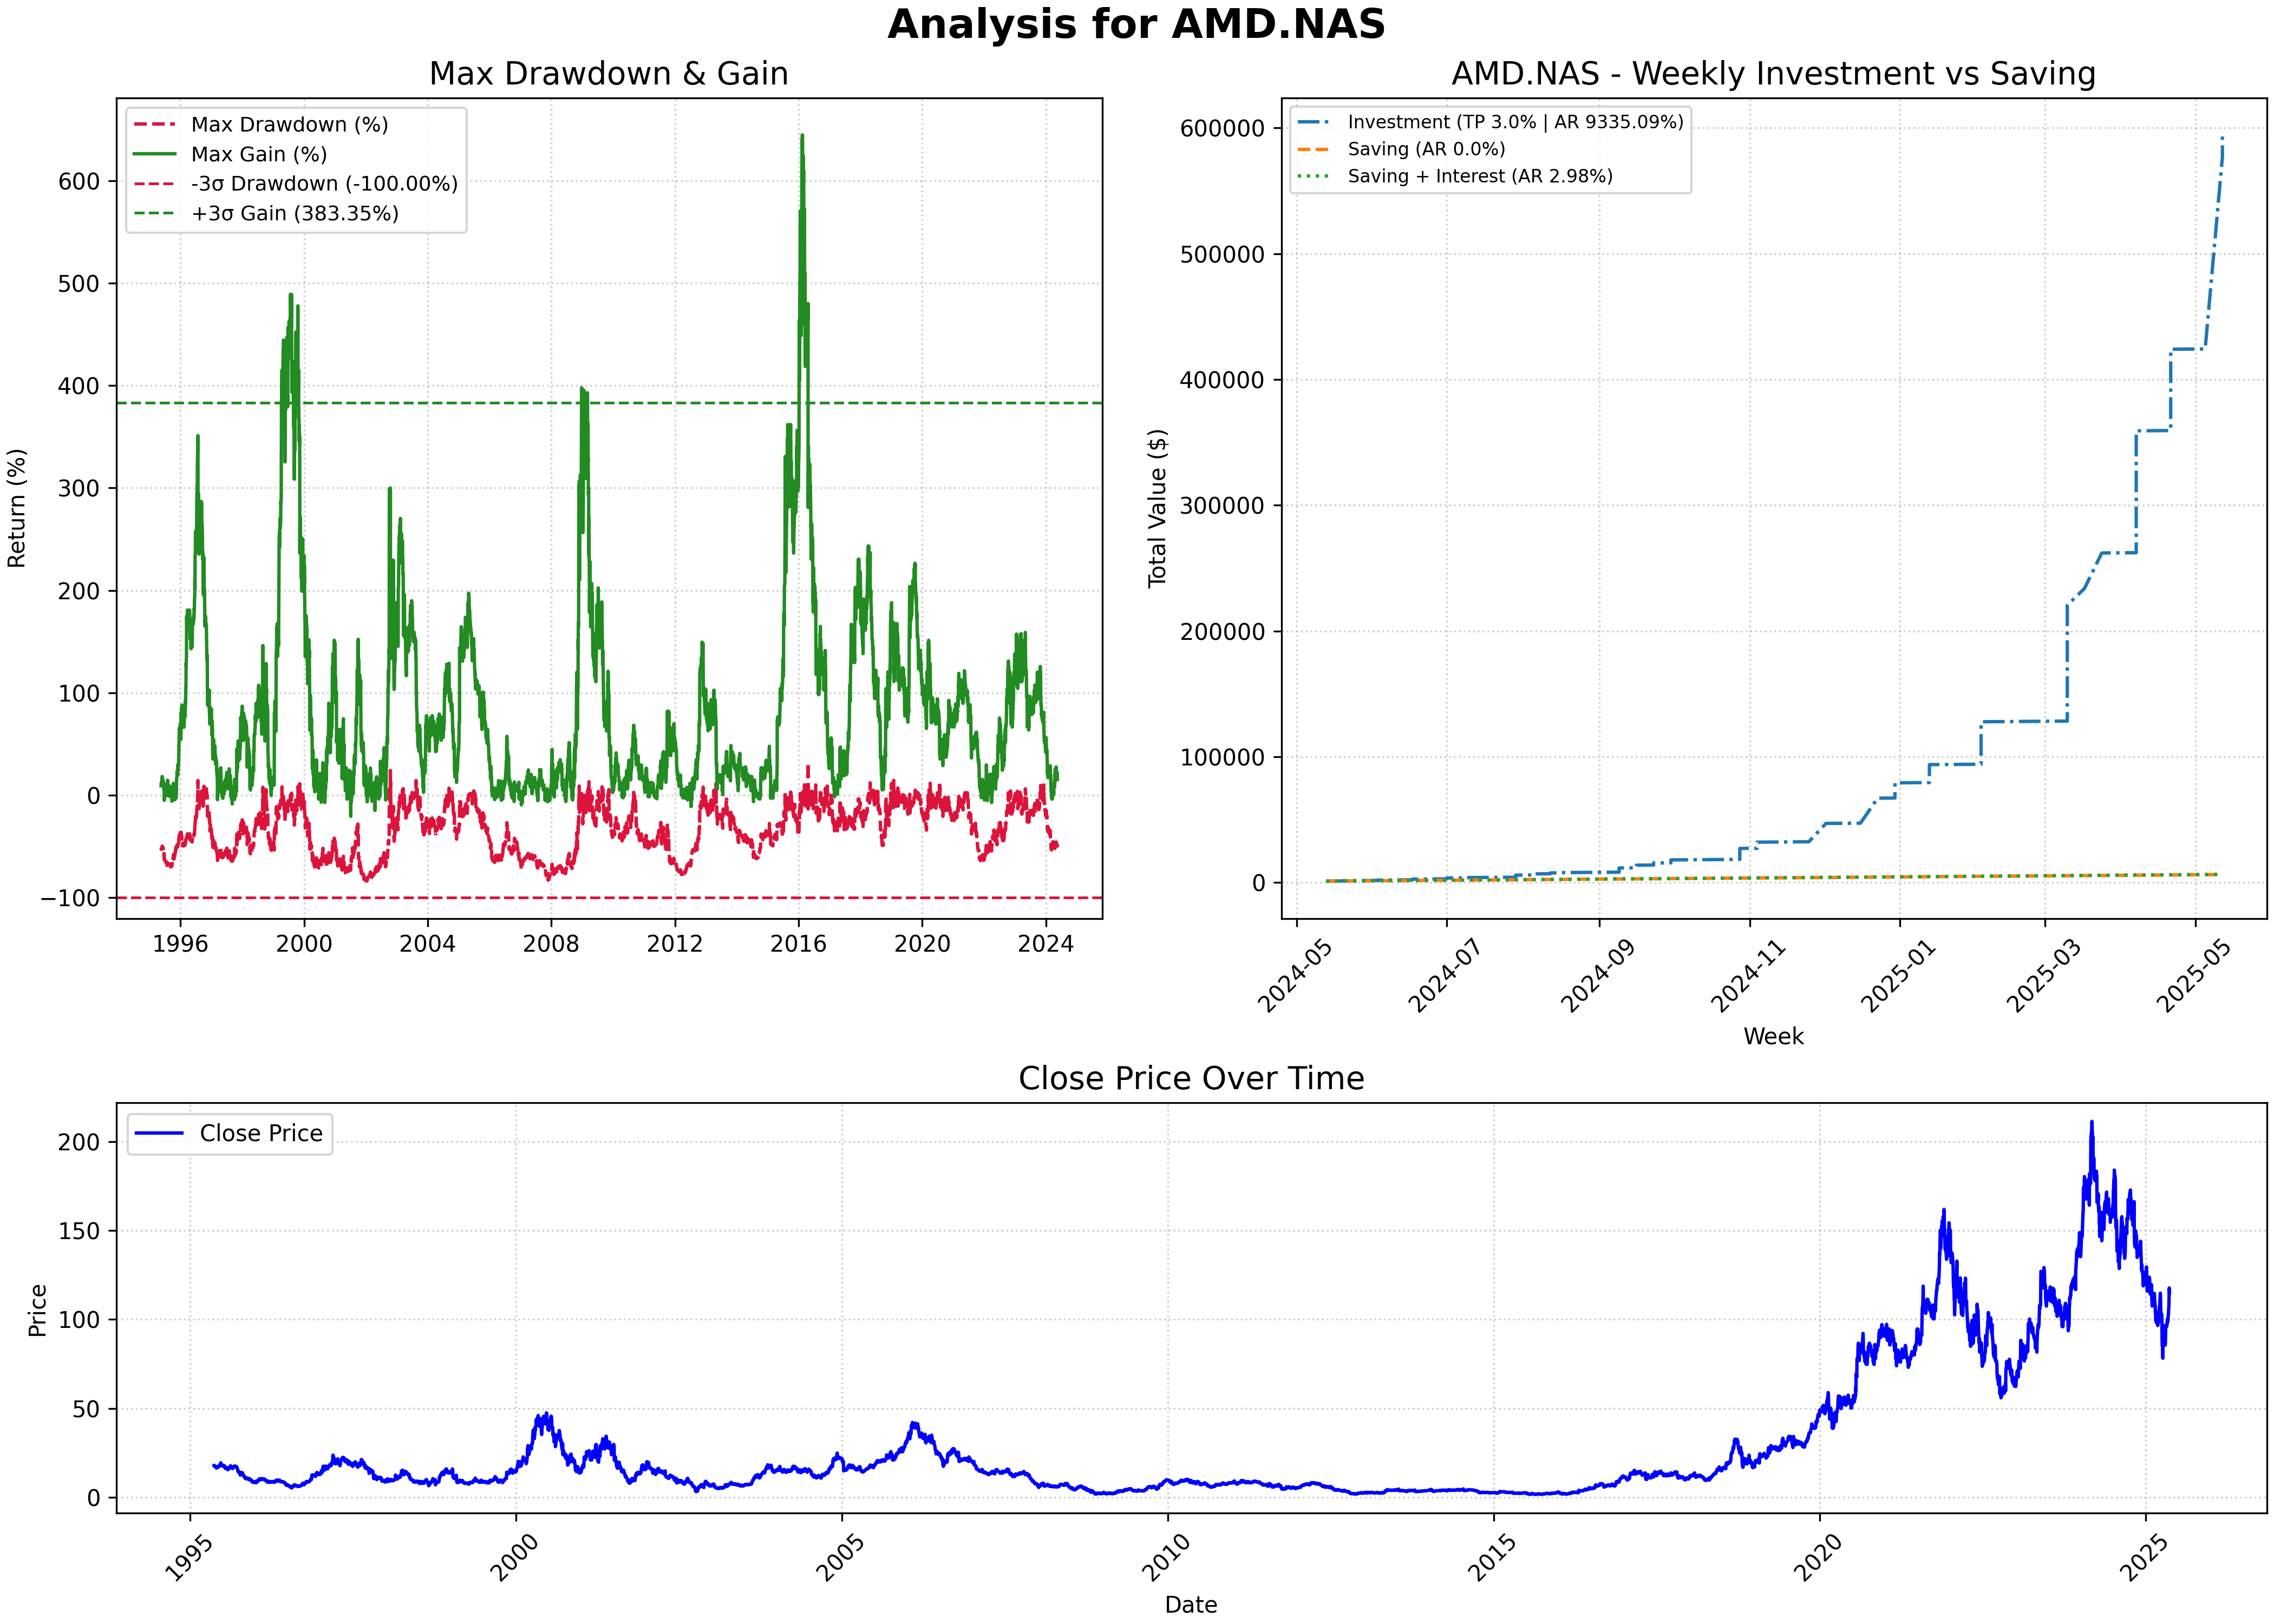 Analysis for AMD.NAS
Max Drawdown & Gain
Max Drawdown (%)
Max Gain (%)
-3σ Drawdown (-100.00%)
+3σ Gain (383.35%)
Return (%)
600
500
400
300
200
100
0
−100
1996 2000 2004 2008 2012 2016 2020 2024
AMD.NAS - Weekly Investment vs Saving
Investment (TP 3.0% | AR 9335.09%)
Saving (AR 0.0%)
Saving + Interest (AR 2.98%)
Total Value ($)
600000
500000
400000
300000
200000
100000
0
2024-05 2024-07 2024-09 2024-11 2025-01 2025-03 2025-05
Week
Close Price Over Time
Close Price
Price
200
150
100
50
0
1995 2000 2005 2010 2015 2020 2025
Date